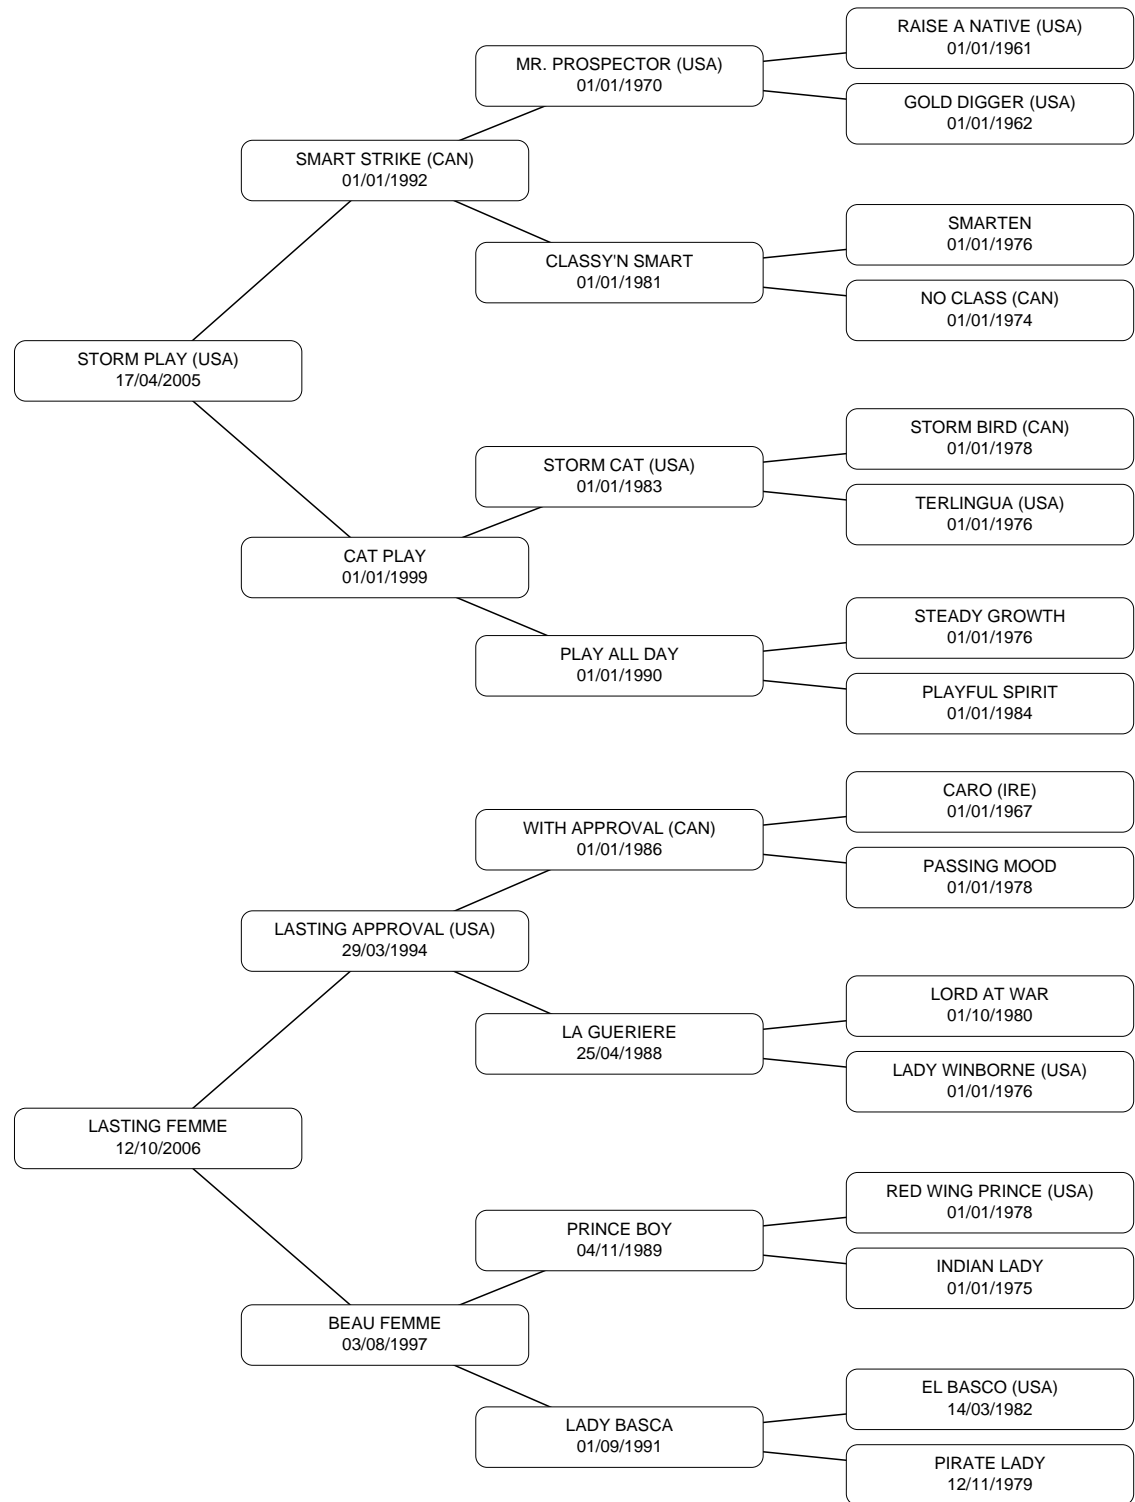 RAISE A NATIVE (USA)
01/01/1961
MR. PROSPECTOR (USA)
01/01/1970
GOLD DIGGER (USA)
01/01/1962
SMART STRIKE (CAN)
01/01/1992
SMARTEN
01/01/1976
CLASSY'N SMART
01/01/1981
NO CLASS (CAN)
01/01/1974
STORM PLAY (USA)
17/04/2005
STORM BIRD (CAN)
01/01/1978
STORM CAT (USA)
01/01/1983
TERLINGUA (USA)
01/01/1976
CAT PLAY
01/01/1999
STEADY GROWTH
01/01/1976
PLAY ALL DAY
01/01/1990
PLAYFUL SPIRIT
01/01/1984
CARO (IRE)
01/01/1967
WITH APPROVAL (CAN)
01/01/1986
PASSING MOOD
01/01/1978
LASTING APPROVAL (USA)
29/03/1994
LORD AT WAR
01/10/1980
LA GUERIERE
25/04/1988
LADY WINBORNE (USA)
01/01/1976
LASTING FEMME
12/10/2006
RED WING PRINCE (USA)
01/01/1978
PRINCE BOY
04/11/1989
INDIAN LADY
01/01/1975
BEAU FEMME
03/08/1997
EL BASCO (USA)
14/03/1982
LADY BASCA
01/09/1991
PIRATE LADY
12/11/1979